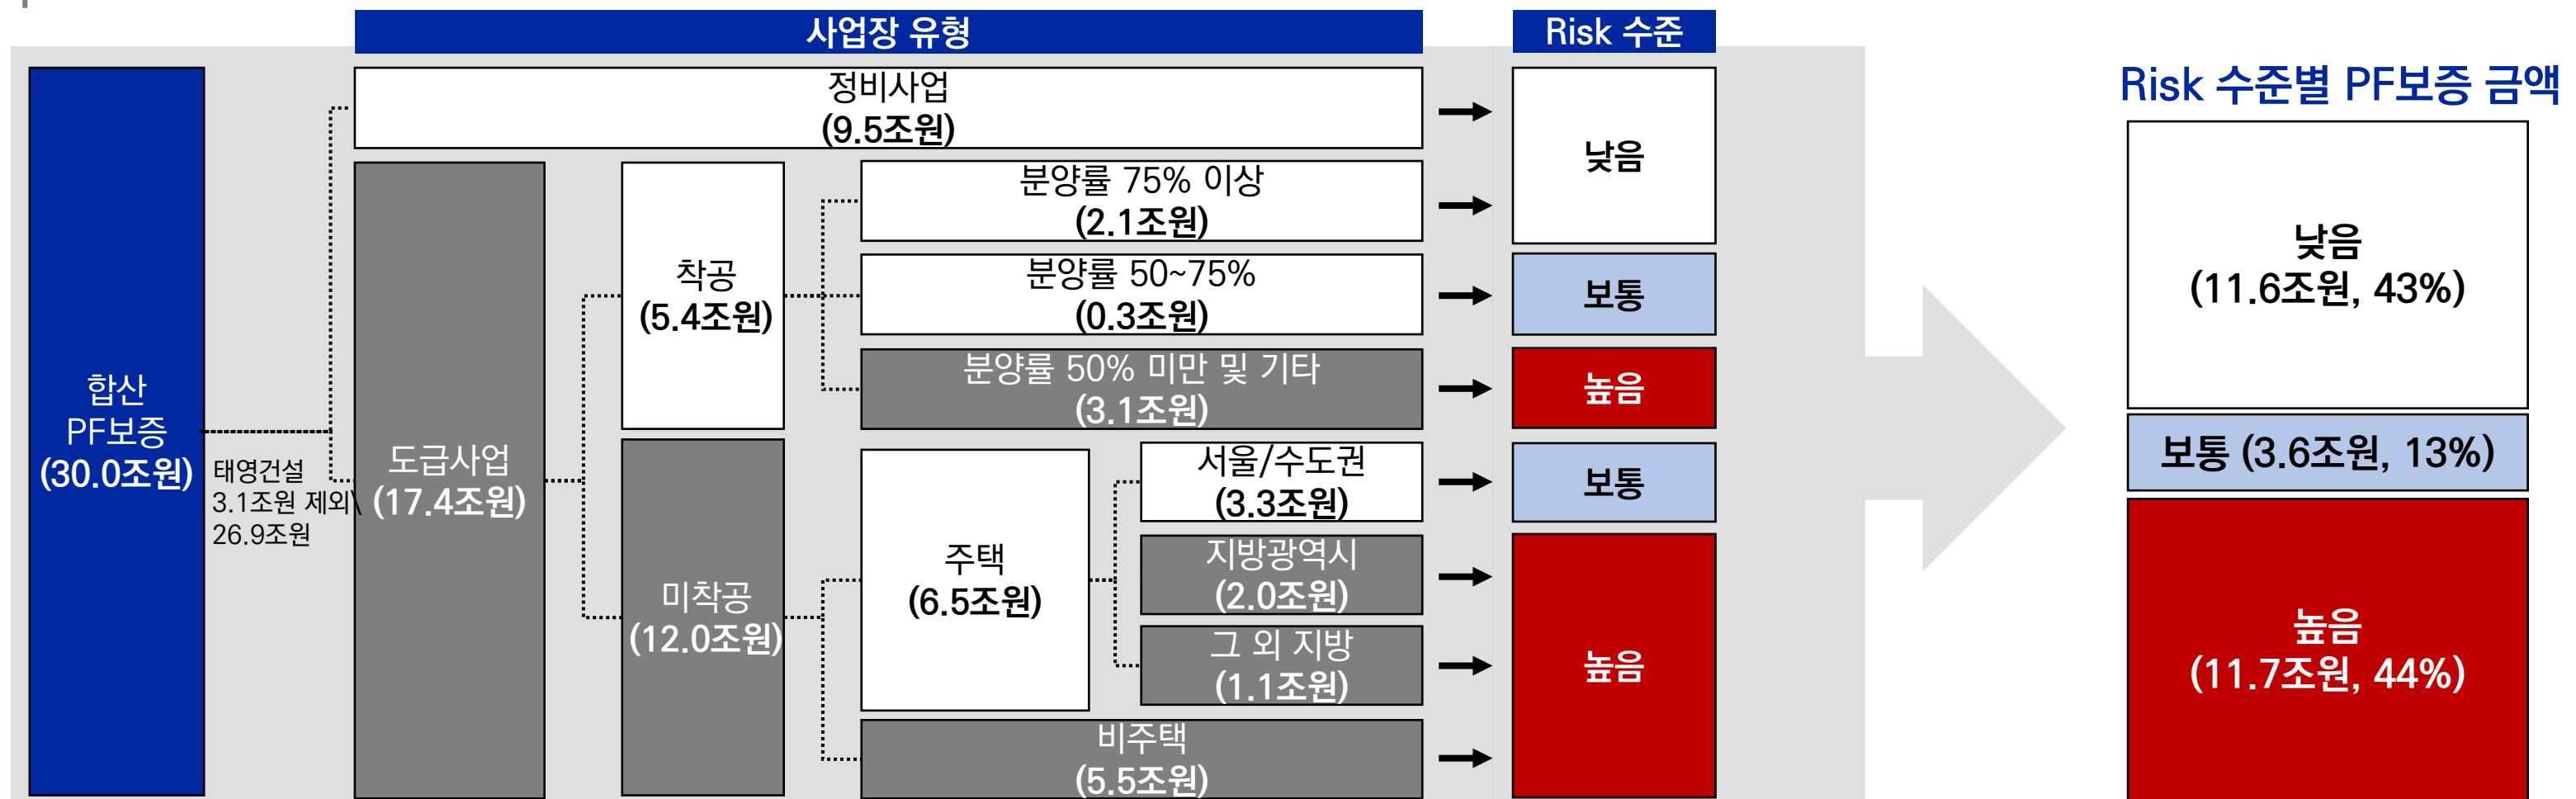 사업장 유형
Risk 수준
합산
PF보증
(30.0조원)
태영건설
3.1조원 제외\
26.9조원
정비사업
(9.5조원)
도급사업
(17.4조원)
착공
(5.4조원)
분양률 75% 이상
(2.1조원)
분양률 50~75%
(0.3조원)
분양률 50% 미만 및 기타
(3.1조원)
미착공
(12.0조원)
주택
(6.5조원)
서울/수도권
(3.3조원)
지방광역시
(2.0조원)
그 외 지방
(1.1조원)
비주택
(5.5조원)
낮음
보통
높음
보통
높음
Risk 수준별 PF보증 금액
낮음
(11.6조원, 43%)
보통 (3.6조원, 13%)
높음
(11.7조원, 44%)